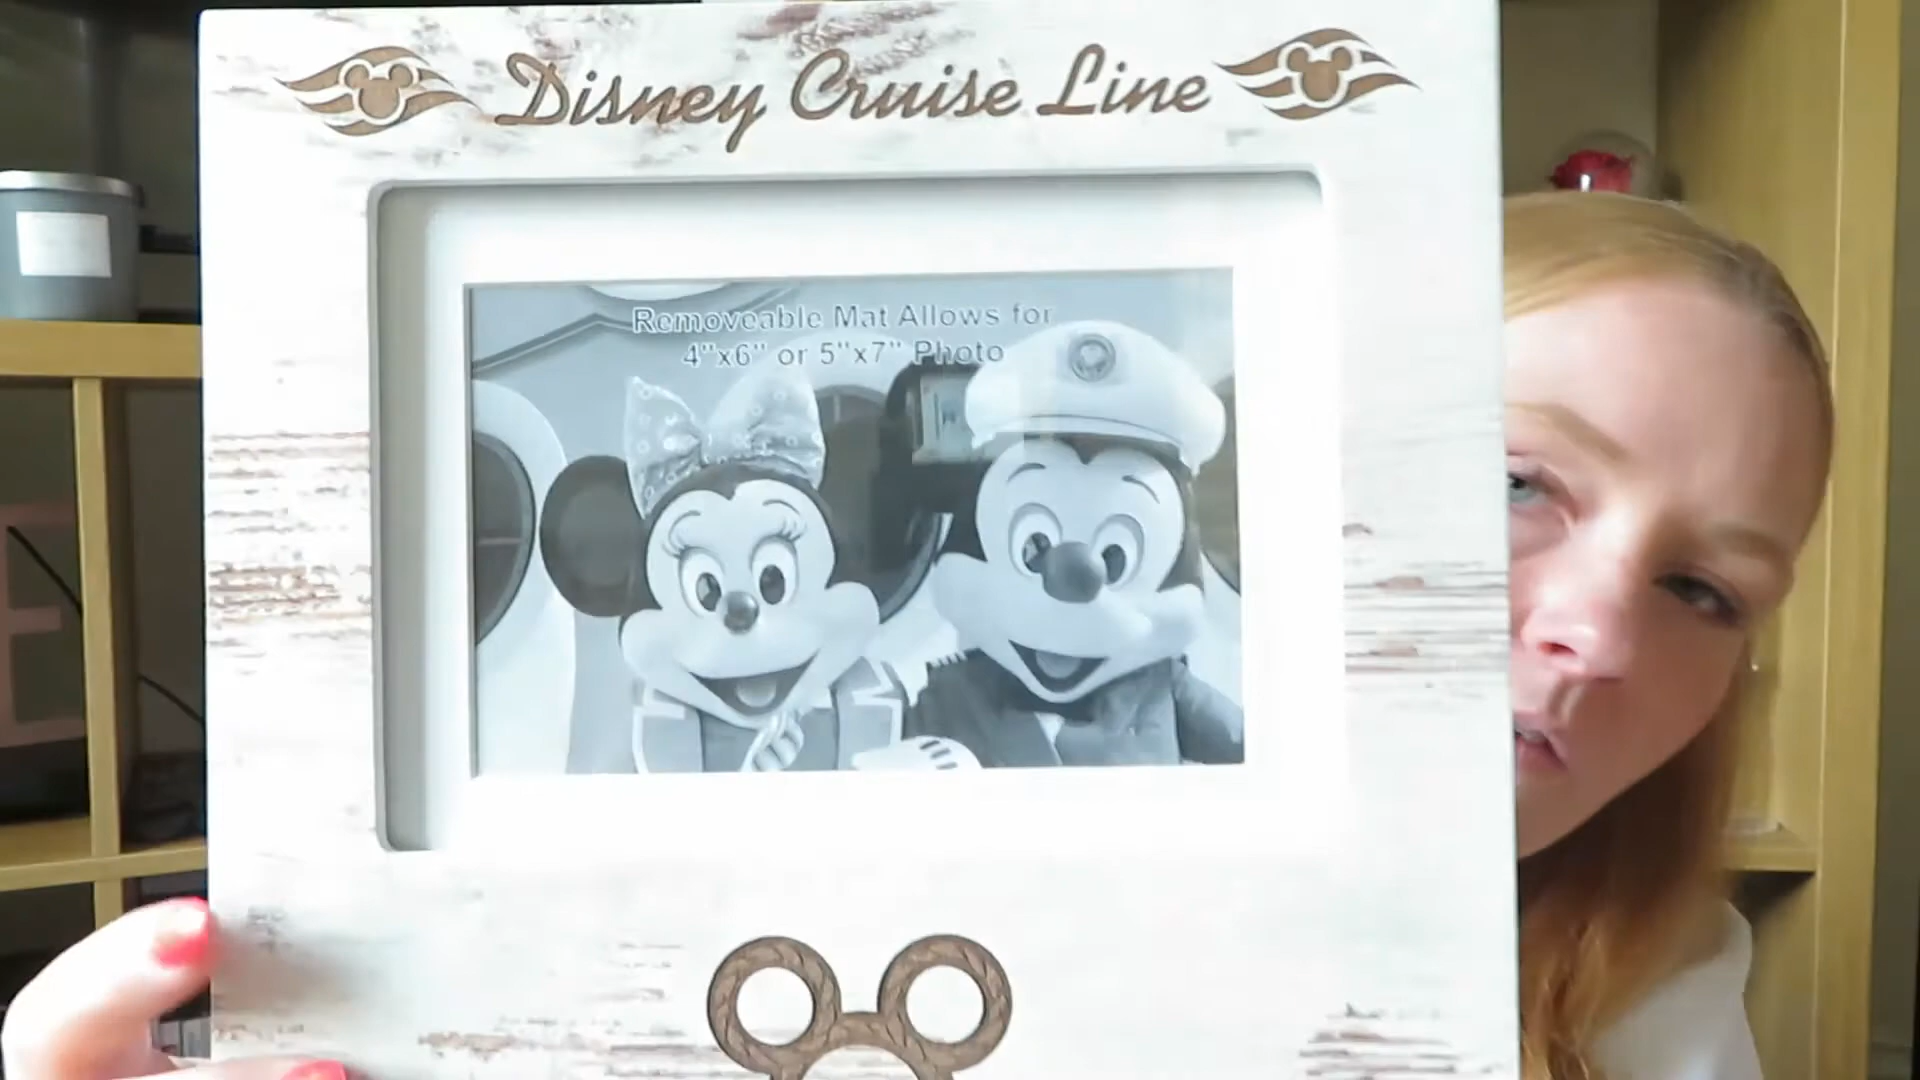 Disney Cruise Line
Removeable Mat Allows for
4"x6" or 5"x7" Photo